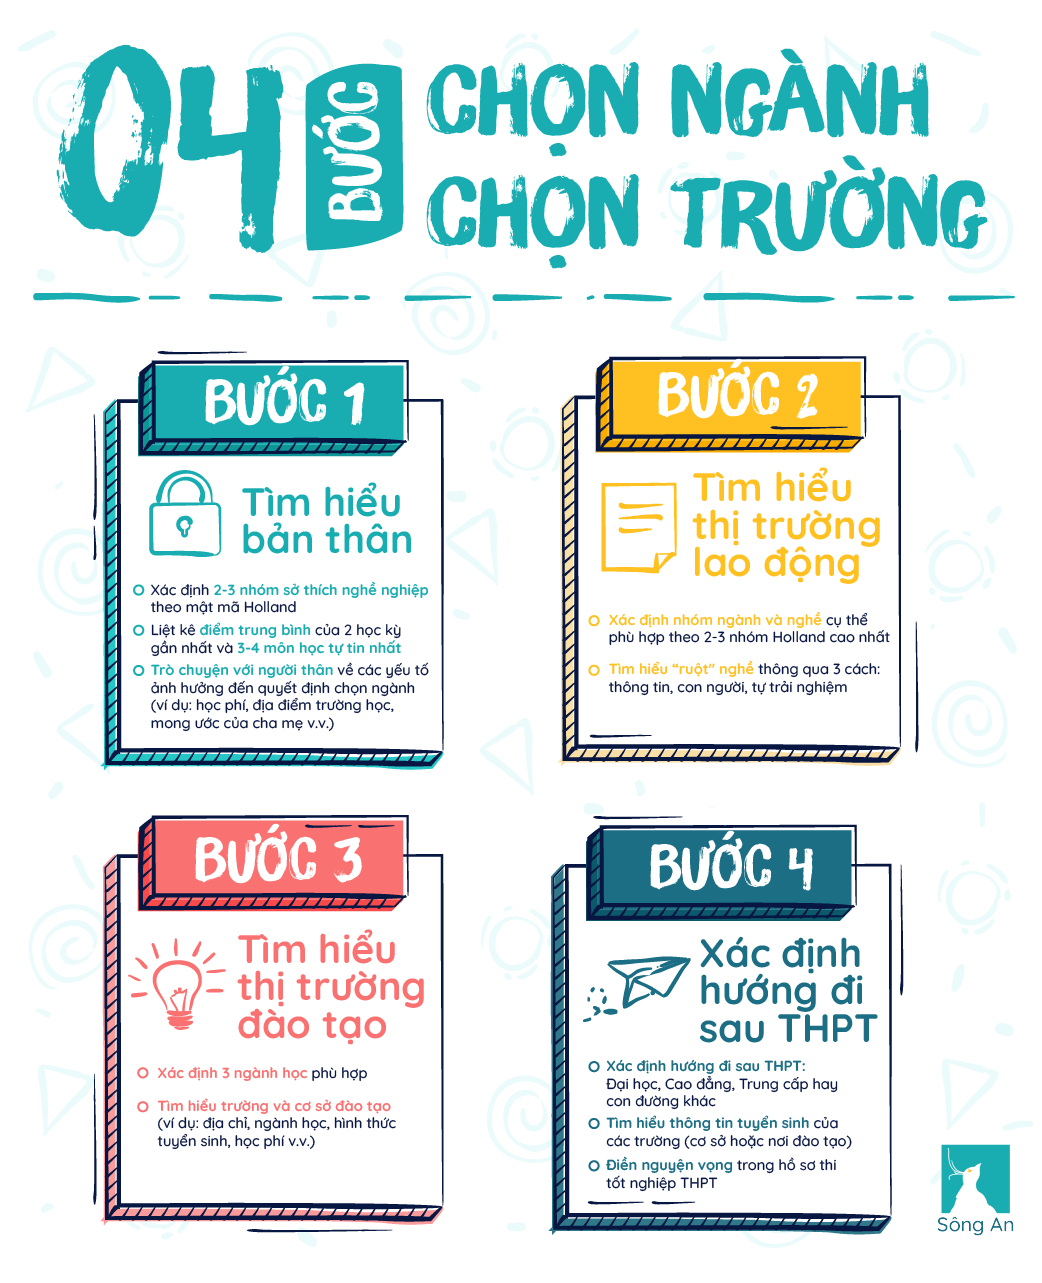 04 BƯỚC
CHỌN NGÀNH
CHỌN TRƯỜNG
BƯỚC 1
Tìm hiểu
bản thân
Xác định 2-3 nhóm sở thích nghề nghiệp
theo mật mã Holland
Liệt kê điểm trung bình của 2 học kỳ
gần nhất và 3-4 môn học tự tin nhất
Trò chuyện với người thân về các yếu tố
ảnh hưởng đến quyết định chọn ngành
(ví dụ: học phí, địa điểm trường học,
mong ước của cha mẹ v.v.)
BƯỚC 2
Tìm hiểu
thị trường
lao động
Xác định nhóm ngành và nghề cụ thể
phù hợp theo 2-3 nhóm Holland cao nhất
Tìm hiểu “ruột" nghề thông qua 3 cách:
thông tin, con người, tự trải nghiệm
BƯỚC 3
Tìm hiểu
thị trường
đào tạo
Xác định 3 ngành học phù hợp
Tìm hiểu trường và cơ sở đào tạo
(ví dụ: địa chỉ, ngành học, hình thức
tuyển sinh, học phí v.v.)
BƯỚC 4
Xác định
hướng đi
sau THPT
Xác định hướng đi sau THPT:
Đại học, Cao đẳng, Trung cấp hay
con đường khác
Tìm hiểu thông tin tuyển sinh của
các trường (cơ sở hoặc nơi đào tạo)
Điền nguyện vọng trong hồ sơ thi
tốt nghiệp THPT
Sông An